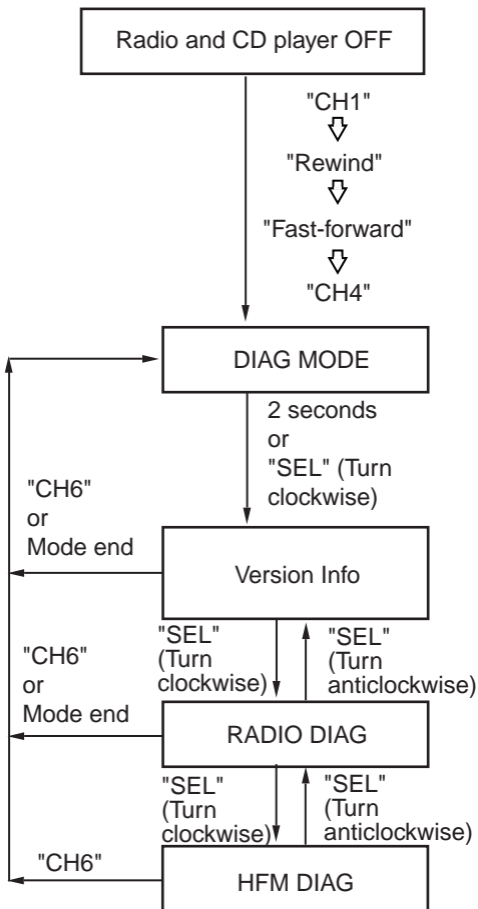 Radio and CD player OFF
"CH1"
"Rewind"
"Fast-forward"
"CH4"
DIAG MODE
2 seconds
or
"SEL" (Turn
clockwise)
"CH6"
or
Mode end
Version Info
"SEL"
(Turn
clockwise)
"SEL"
(Turn
anticlockwise)
"CH6"
or
Mode end
RADIO DIAG
"SEL"
(Turn
clockwise)
"SEL"
(Turn
anticlockwise)
"CH6"
HFM DIAG